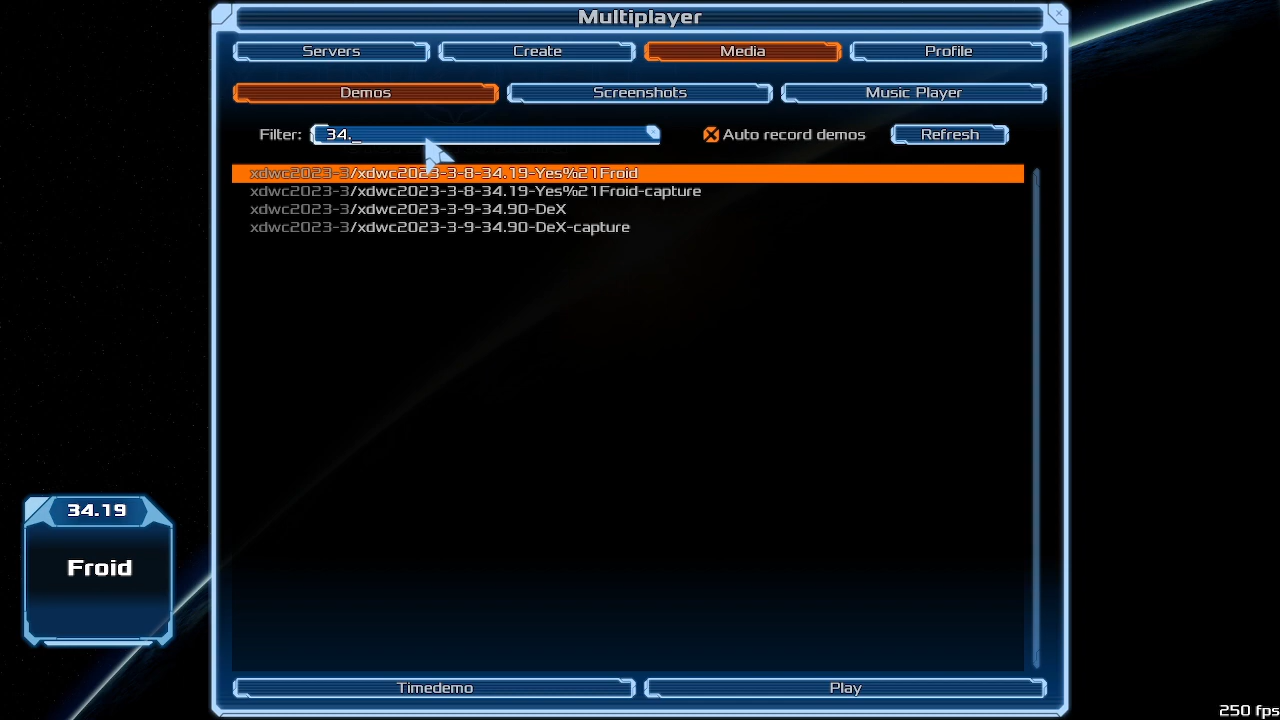 Multiplayer
Servers Create Media Profile
Demos Screenshots Music Player
Filter: 34._ Auto record demos Refresh
xdwc2023-3/xdwc2023-3-8-34.19-Yes%21Froid
xdwc2023-3/xdwc2023-3-8-34.19-Yes%21Froid-capture
xdwc2023-3/xdwc2023-3-9-34.90-DeX
xdwc2023-3/xdwc2023-3-9-34.90-DeX-capture
34.19
Froid
Timedemo Play
250 fps